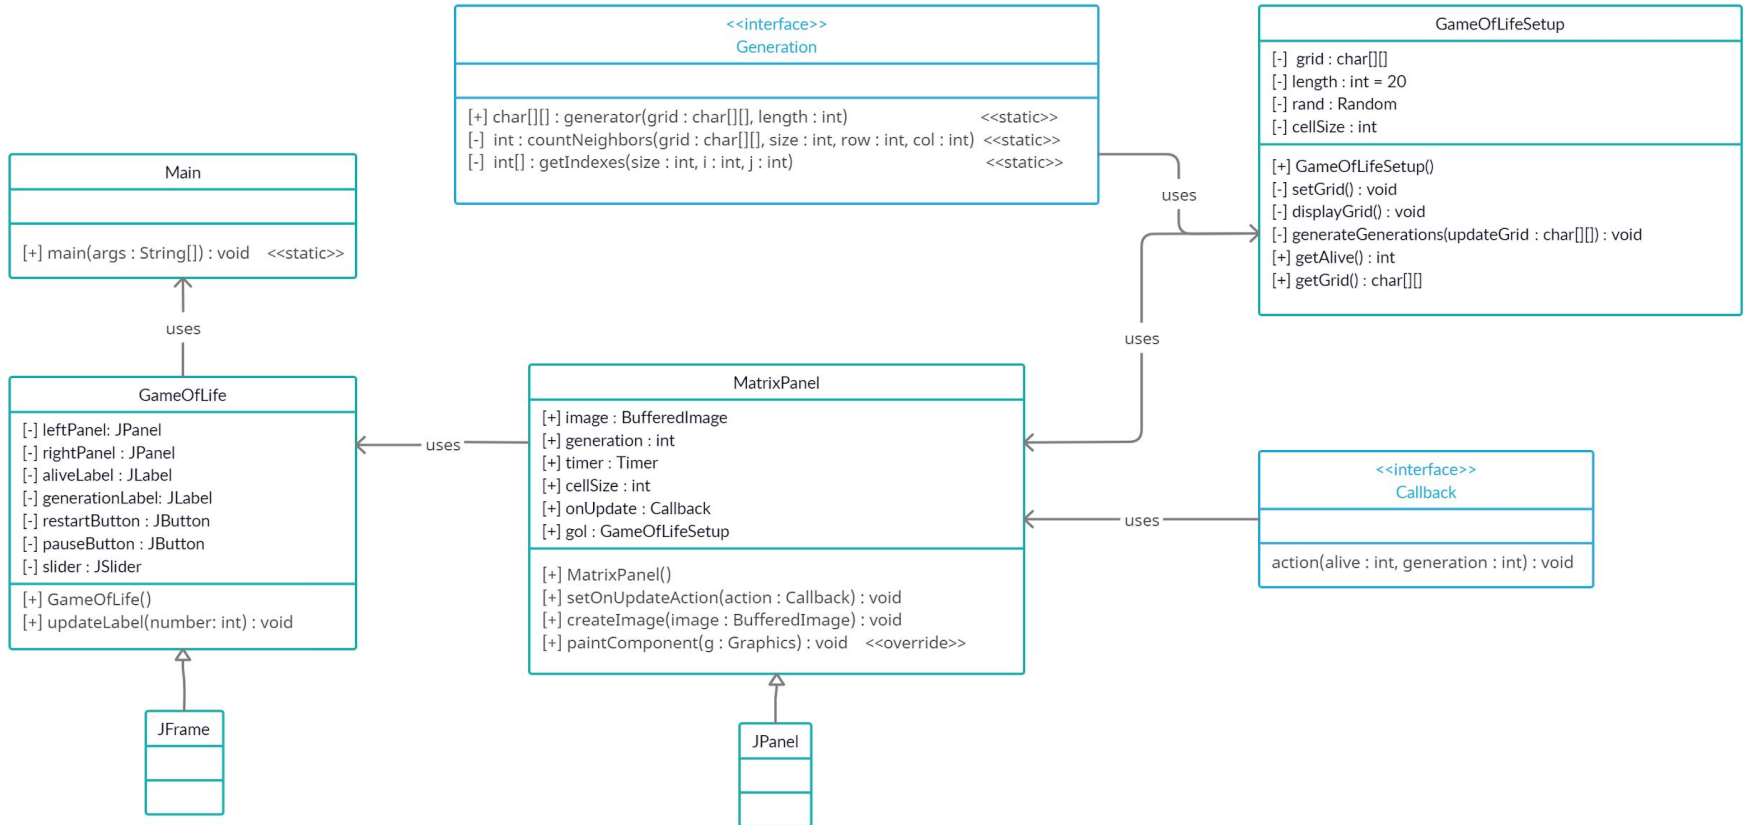 <<interface>>
Generation
[+] char[][] : generator(grid : char[][], length : int) <<static>>
[-] int : countNeighbors(grid : char[][], size : int, row : int, col : int) <<static>>
[-] int[] : getIndexes(size : int, i : int, j : int) <<static>>
GameOfLifeSetup
[-] grid : char[][]
[-] length : int = 20
[-] rand : Random
[-] cellSize : int
[+] GameOfLifeSetup()
[-] setGrid() : void
[-] displayGrid() : void
[-] generateGenerations(updateGrid : char[][]) : void
[+] getAlive() : int
[+] getGrid() : char[][]
uses
Main
[+] main(args : String[]) : void <<static>>
uses
uses
GameOfLife
[-] leftPanel: JPanel
[-] rightPanel : JPanel
[-] aliveLabel : JLabel
[-] generationLabel: JLabel
[-] restartButton : JButton
[-] pauseButton : JButton
[-] slider : JSlider
[+] GameOfLife()
[+] updateLabel(number: int) : void
uses
MatrixPanel
[+] image : BufferedImage
[+] generation : int
[+] timer : Timer
[+] cellSize : int
[+] onUpdate : Callback
[+] gol : GameOfLifeSetup
[+] MatrixPanel()
[+] setOnUpdateAction(action : Callback) : void
[+] createImage(image : BufferedImage) : void
[+] paintComponent(g : Graphics) : void <<override>>
uses
<<interface>>
Callback
action(alive : int, generation : int) : void
JFrame
JPanel